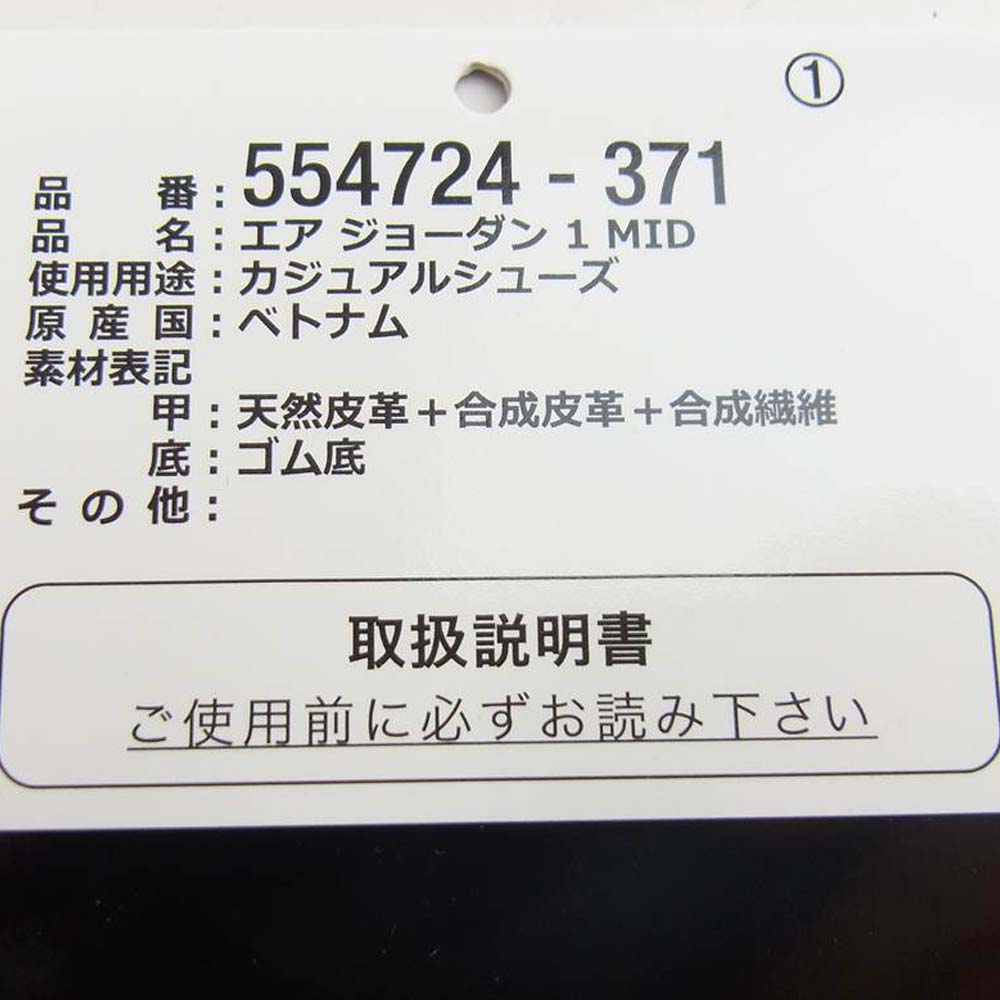 ①
品番：554724 - 371
品名：エア ジョーダン 1 MID
使用用途：カジュアルシューズ
原産国：ベトナム
素材表記
甲：天然皮革＋合成皮革＋合成繊維
底：ゴム底
その他：
取扱説明書
ご使用前に必ずお読み下さい